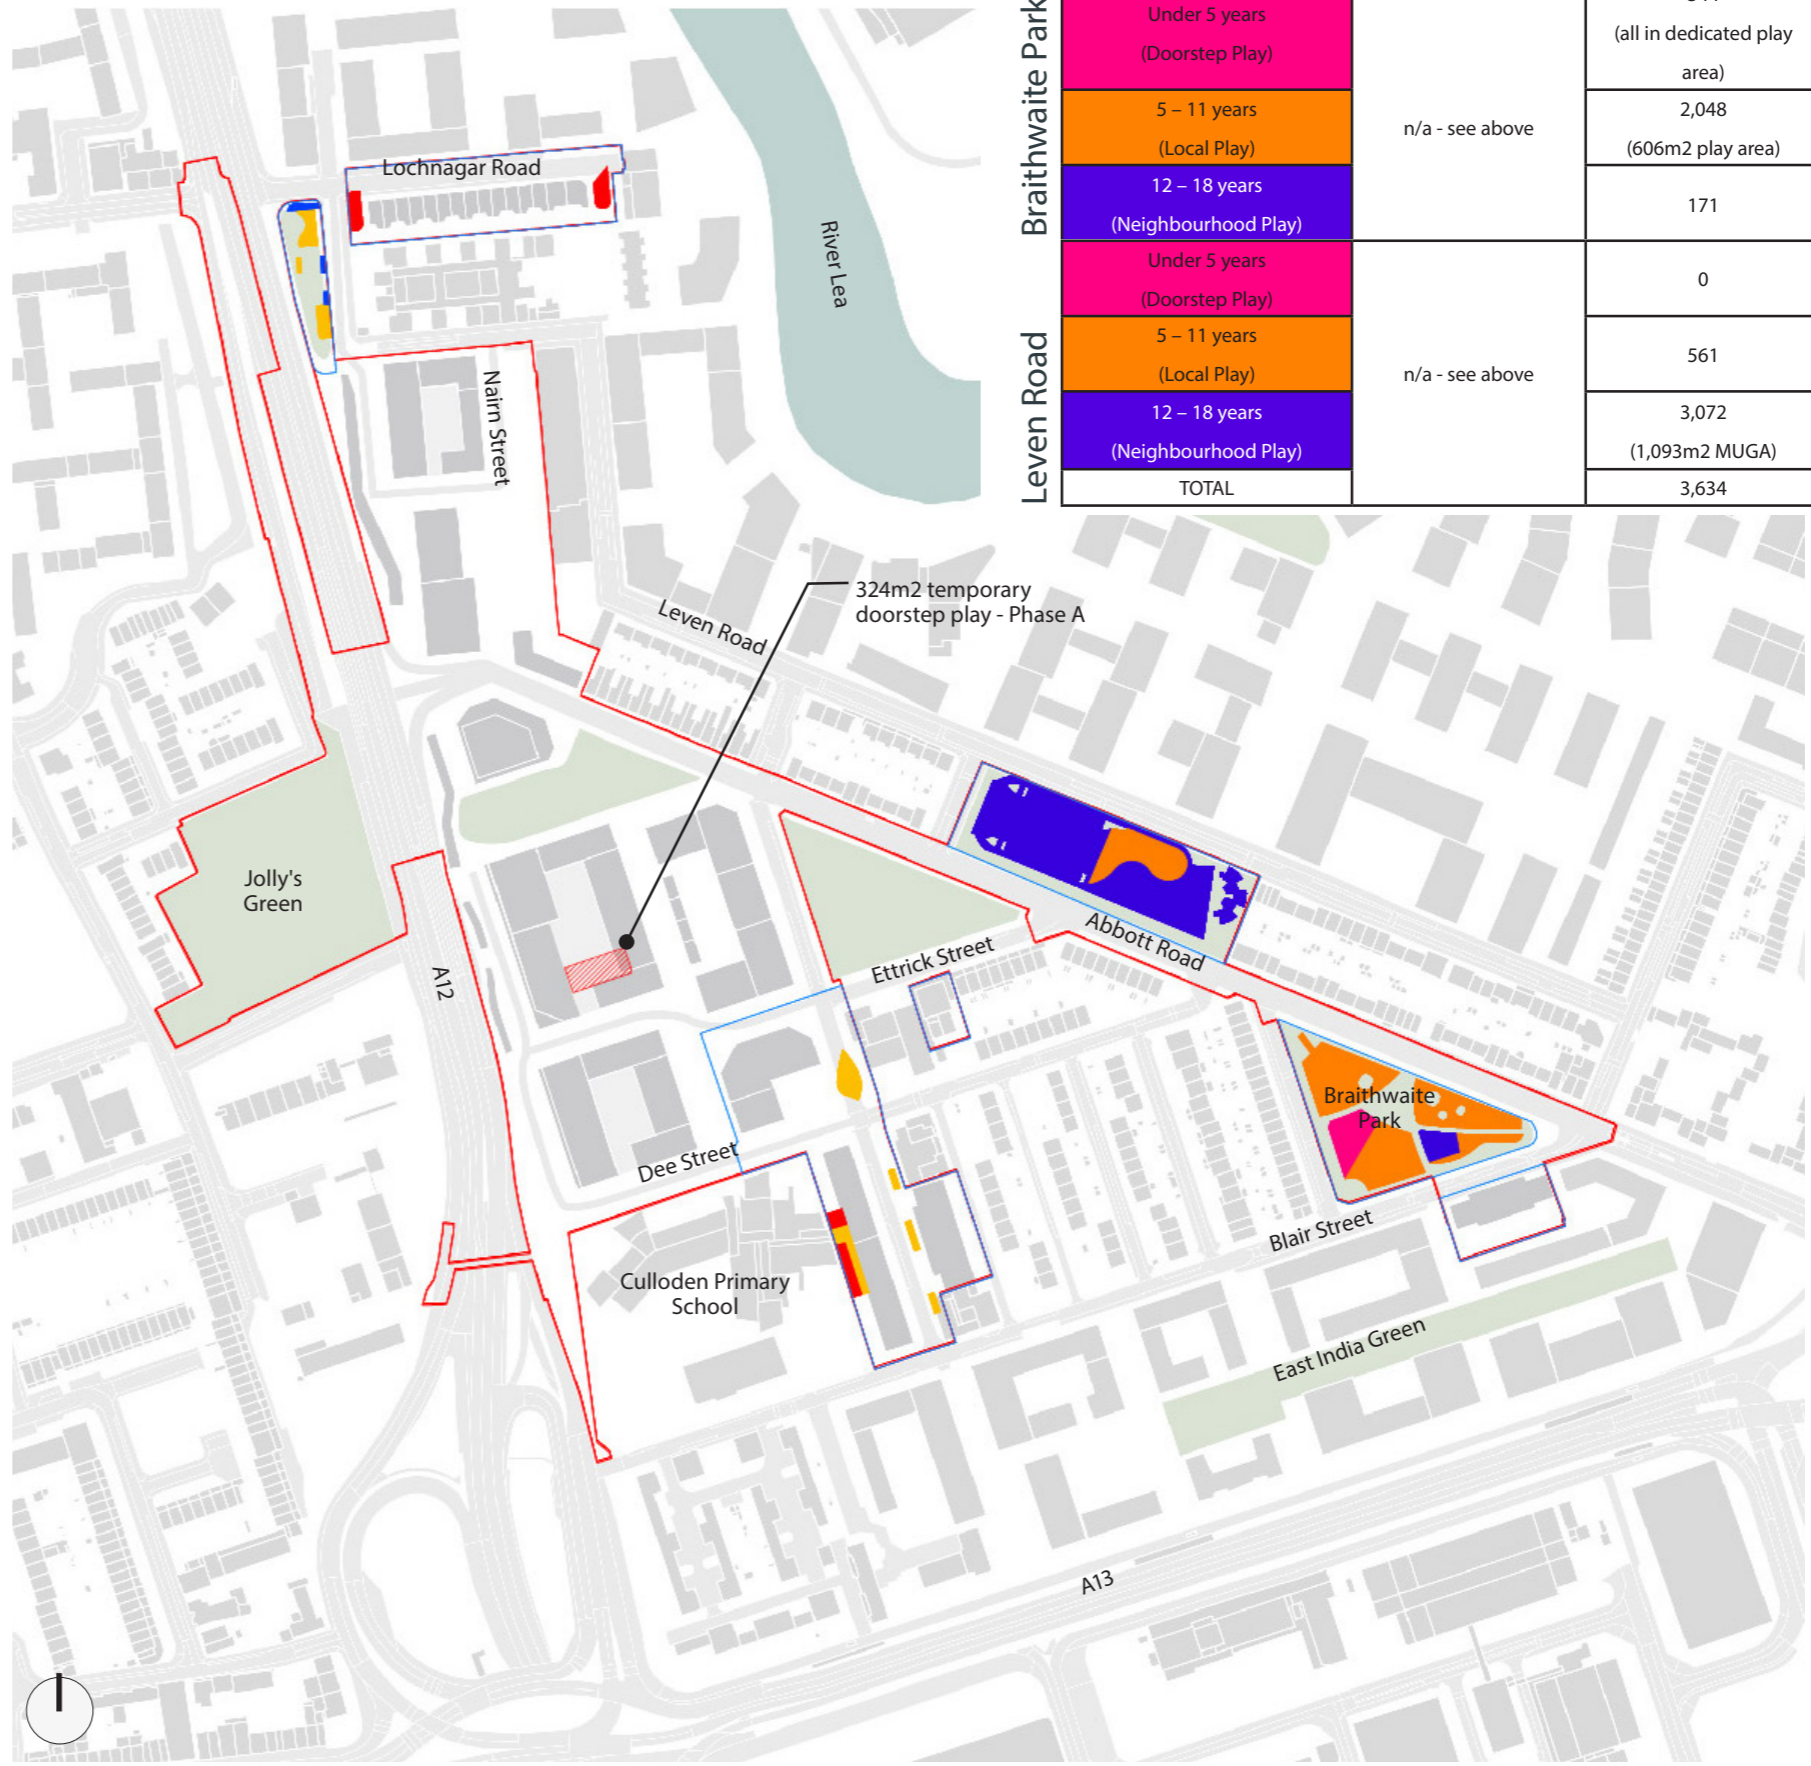 Braithwaite Park
Under 5 years
(Doorstep Play)
(all in dedicated play
area)
5 – 11 years
(Local Play)
n/a - see above
2,048
(606m2 play area)
12 – 18 years
(Neighbourhood Play)
171
Leven Road
Under 5 years
(Doorstep Play)
0
5 – 11 years
(Local Play)
n/a - see above
561
12 – 18 years
(Neighbourhood Play)
3,072
(1,093m2 MUGA)
TOTAL
3,634
Lochnagar Road
River Lea
Nairn Street
324m2 temporary
doorstep play - Phase A
Leven Road
Jolly's
Green
A12
Abbott Road
Ettrick Street
Braithwaite
Park
Dee Street
Blair Street
Culloden Primary
School
East India Green
A13